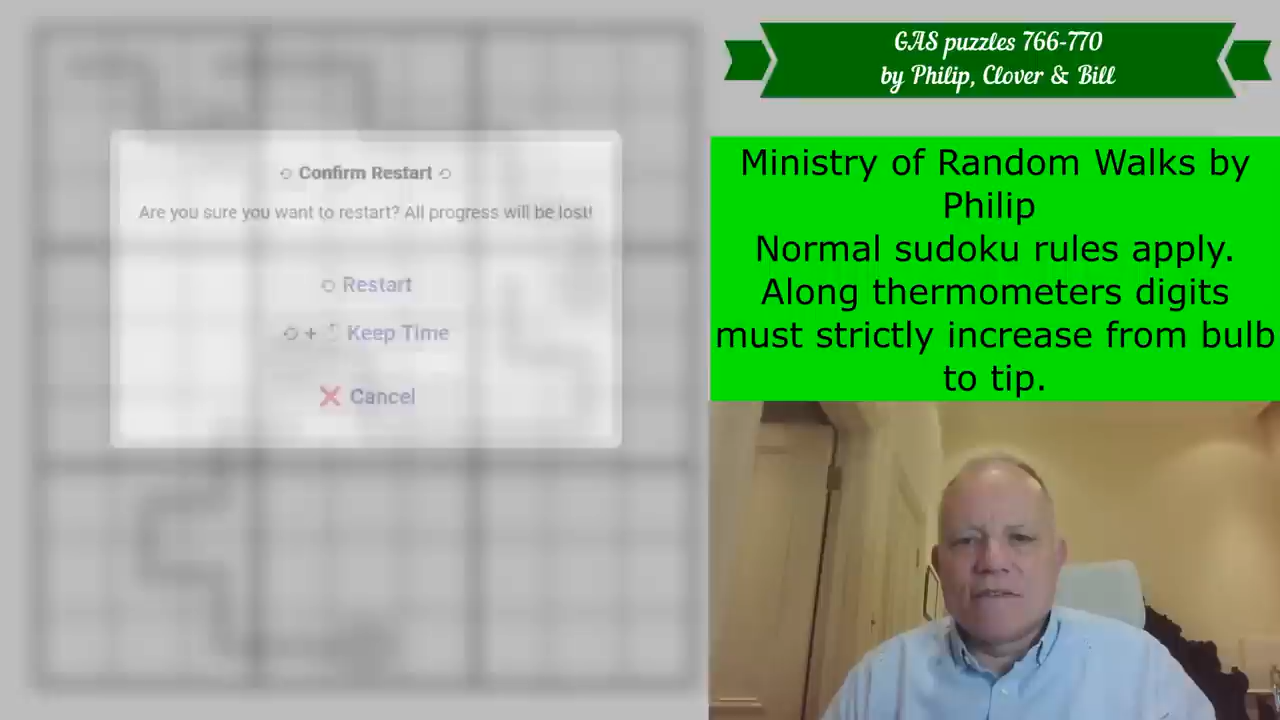 GAS puzzles 766-770
by Philip, Clover & Bill
Ministry of Random Walks by
Philip
Normal sudoku rules apply.
Along thermometers digits
must strictly increase from bulb
to tip.
Confirm Restart
Are you sure you want to restart? All progress will be lost!
Restart
+ Keep Time
Cancel